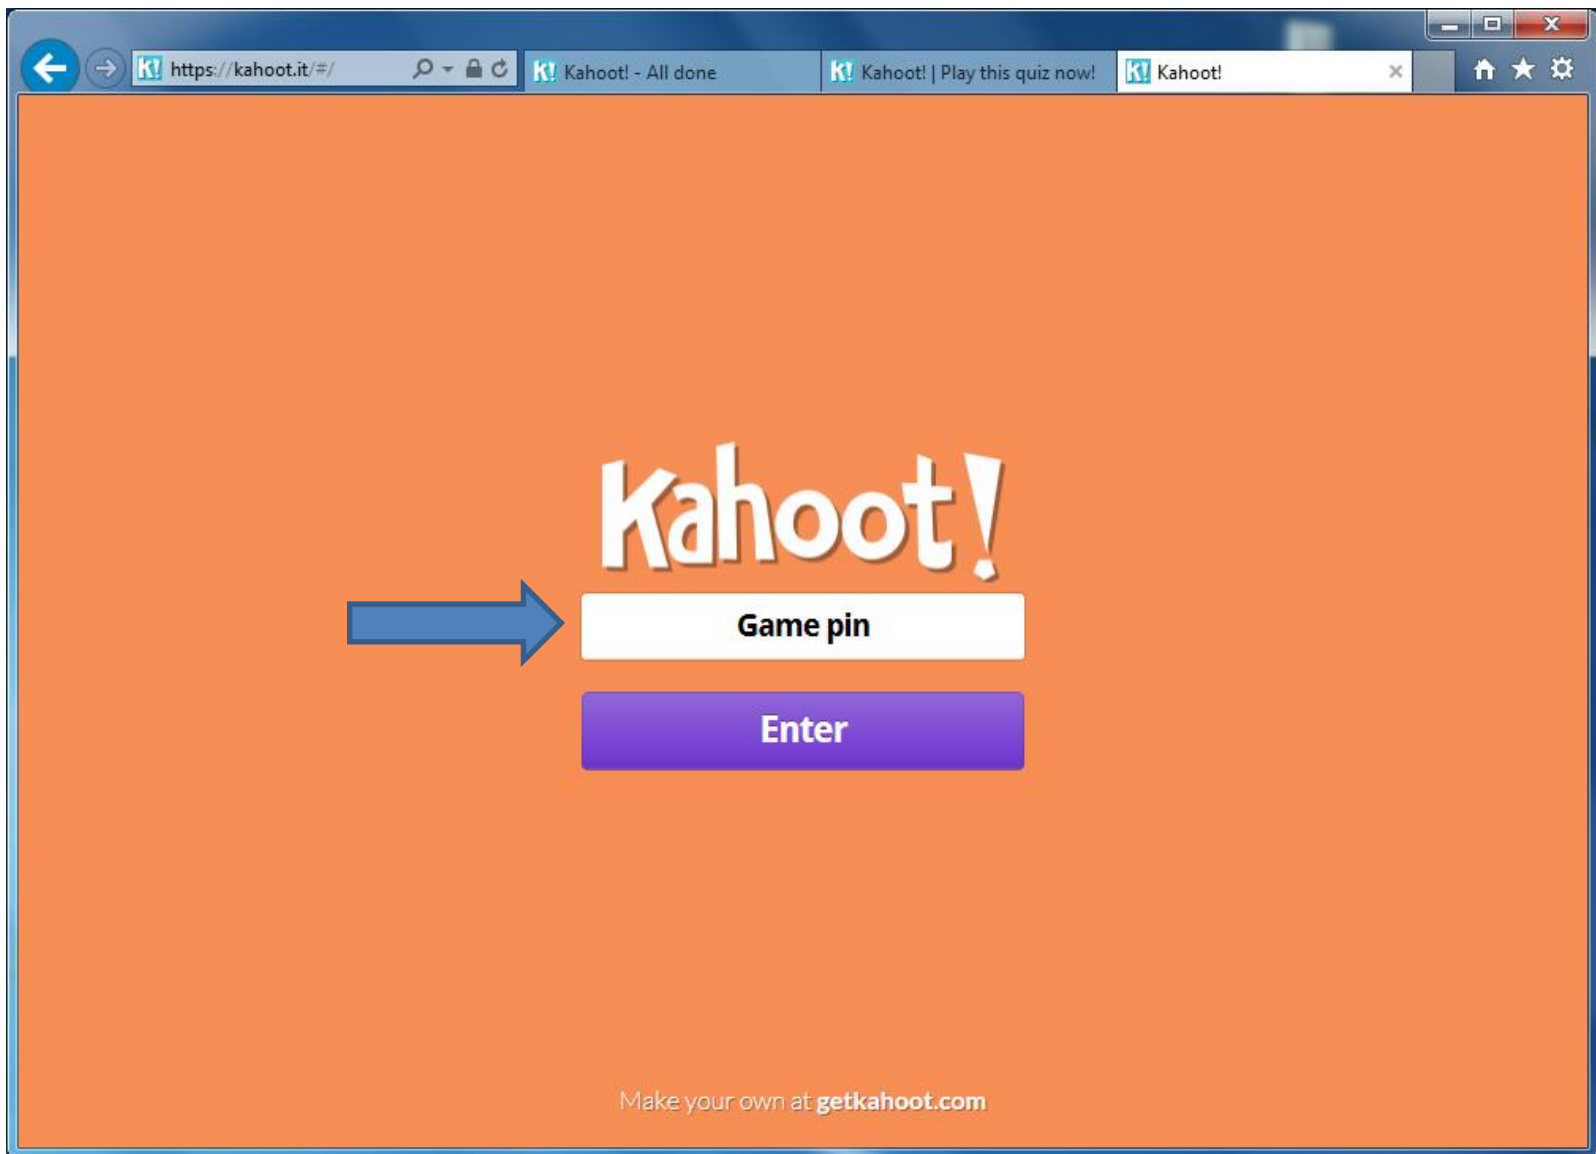 https://kahoot.it/#/
K! Kahoot! - All done
K! Kahoot! | Play this quiz now!
K! Kahoot!
Kahoot!
Game pin
Enter
Make your own at getkahoot.com